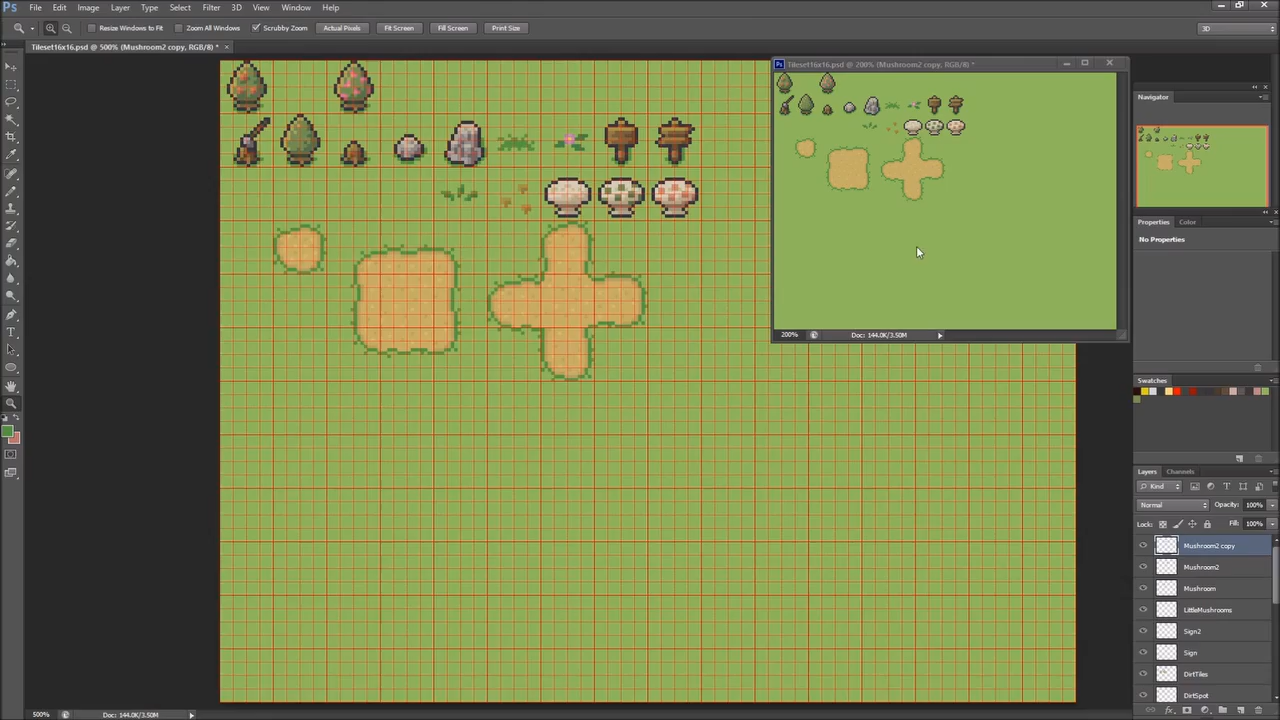 Ps File Edit Image Layer Type Select Filter 3D View Window Help
Resize Windows to Fit Zoom All Windows Scrubby Zoom Actual Pixels Fit Screen Fill Screen Print Size 3D
Tileset16x16.psd @ 500% (Mushroom2 copy, RGB/8) * ×
Ps Tileset16x16.psd @ 200% (Mushroom2 copy, RGB/8) *
200% Doc: 144.0K/3.50M
Navigator
Properties Color
No Properties
Swatches
Layers Channels
Kind
Normal Opacity: 100%
Lock: Fill: 100%
Mushroom2 copy
Mushroom2
Mushroom
LittleMushrooms
Sign2
Sign
DirtTiles
DirtSpot
500% Doc: 144.0K/3.50M